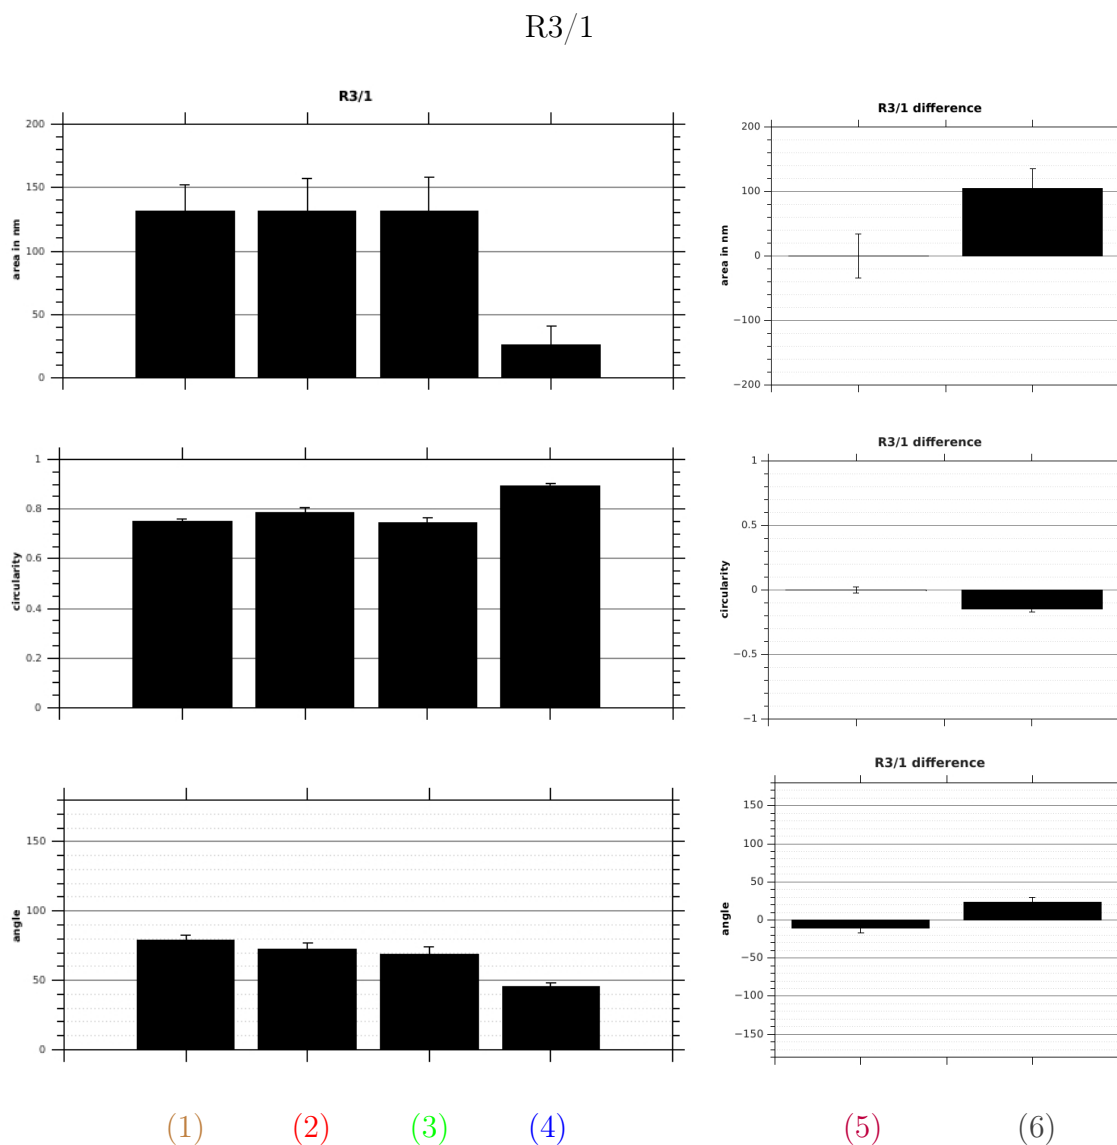 R3/1
R3/1
200
150
100
50
0
area in nm
R3/1 difference
200
100
0
−100
−200
area in nm
1
0.8
0.6
0.4
0.2
0
circularity
R3/1 difference
1
0.5
0
−0.5
−1
circularity
150
100
50
0
angle
R3/1 difference
150
100
50
0
−50
−100
−150
angle
(1) (2) (3) (4) (5) (6)